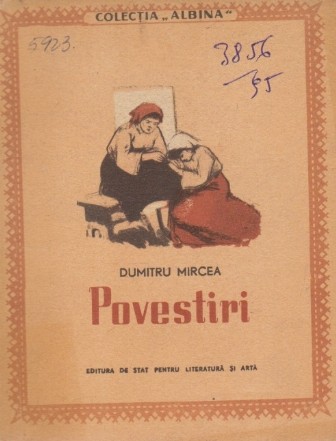 COLECȚIA „ALBINA"
5923.
3856
95
DUMITRU MIRCEA
Povestiri
EDITURA DE STAT PENTRU LITERATURĂ ȘI ARTĂ